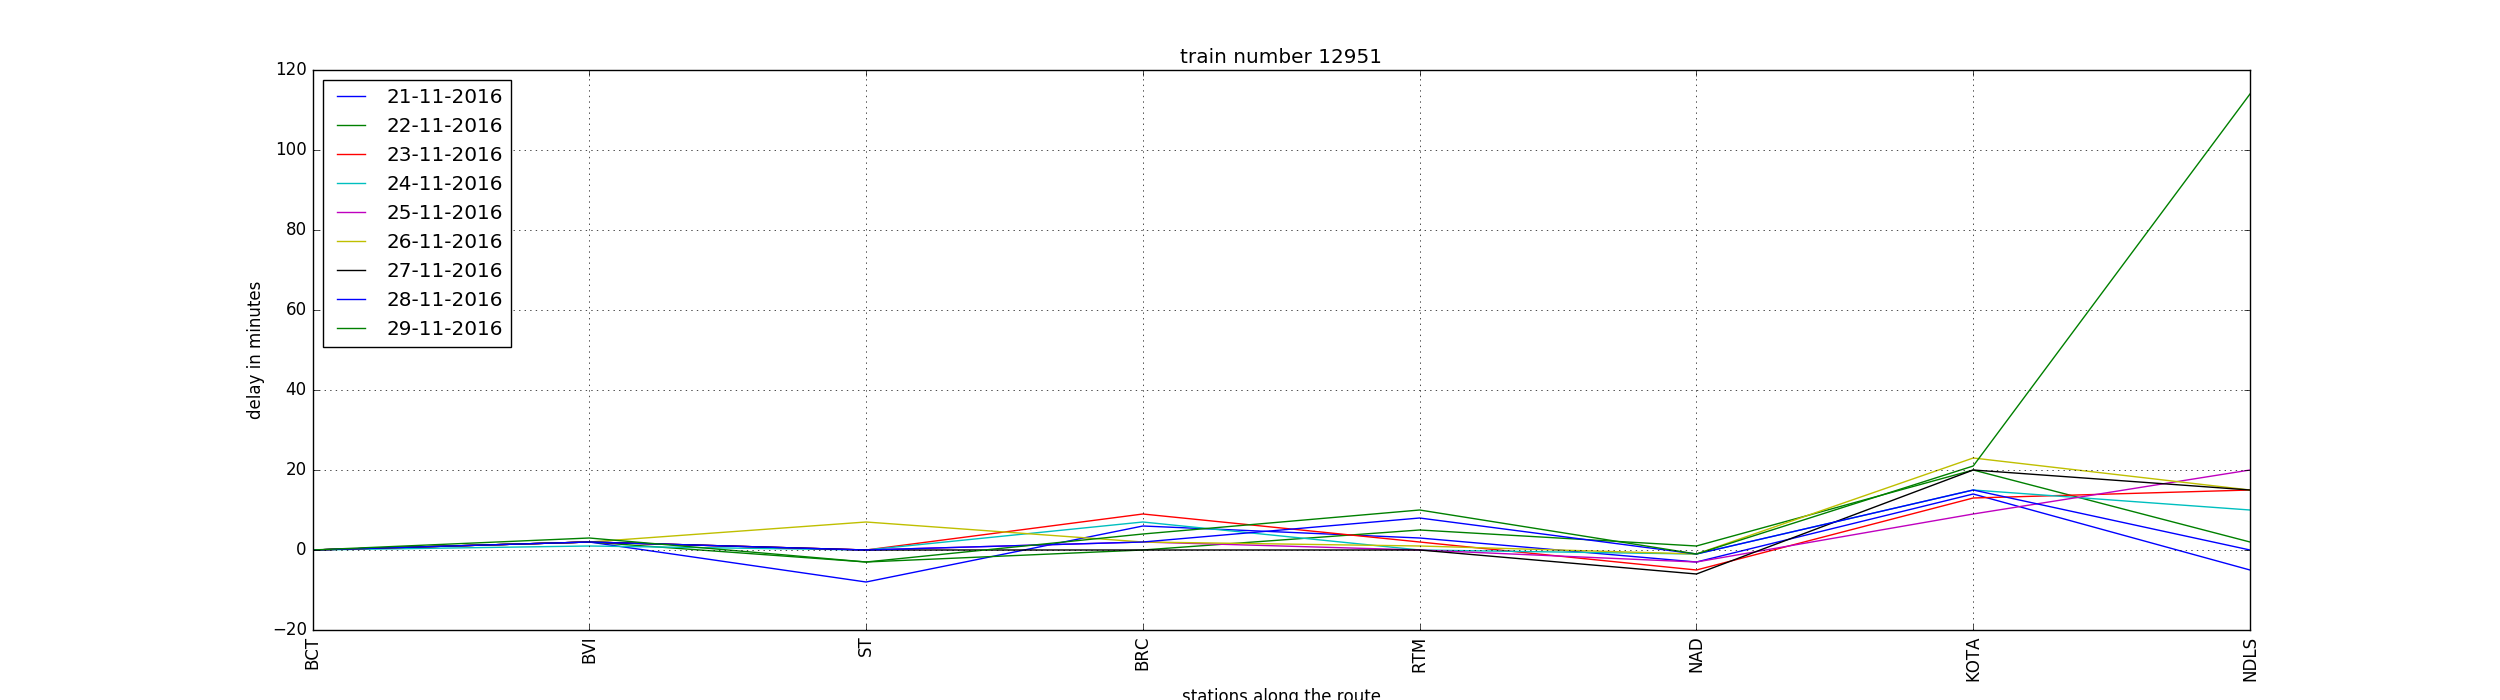 train number 12951
120
100
80
60
40
20
0
−20
delay in minutes
21-11-2016
22-11-2016
23-11-2016
24-11-2016
25-11-2016
26-11-2016
27-11-2016
28-11-2016
29-11-2016
BCT
BVI
ST
BRC
RTM
NAD
KOTA
NDLS
stations along the route